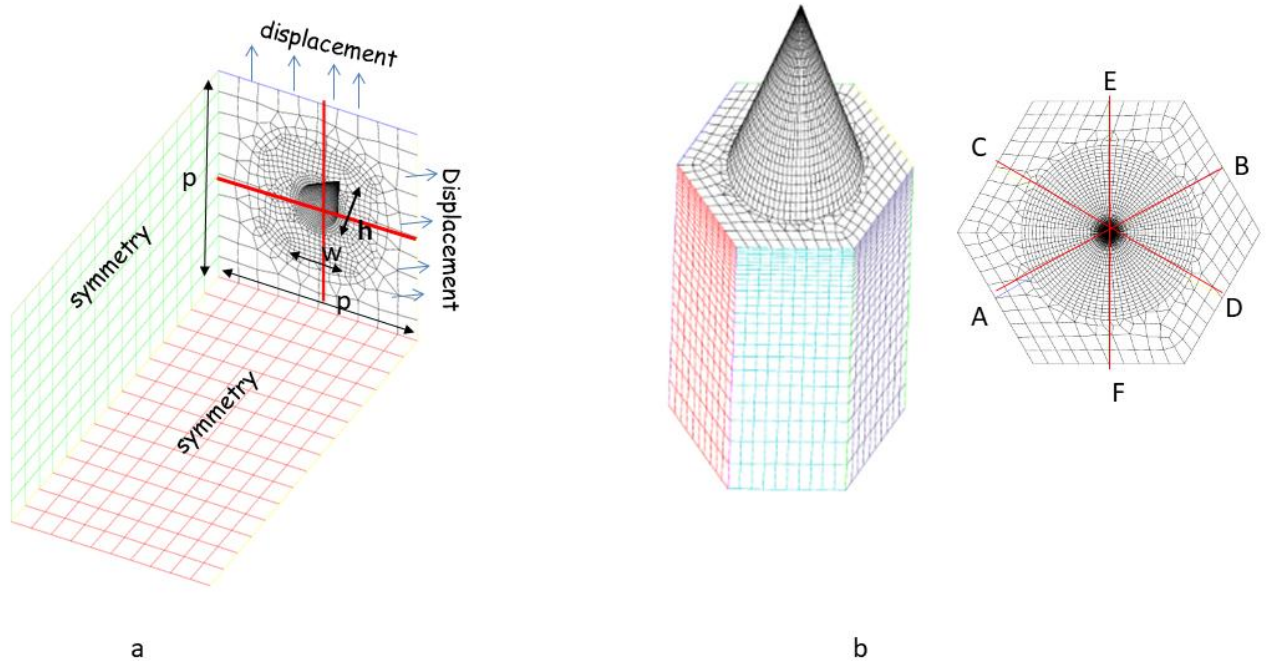 displacement
p
symmetry
h
w
Displacement
p
symmetry
a
E
C
B
A
D
F
b